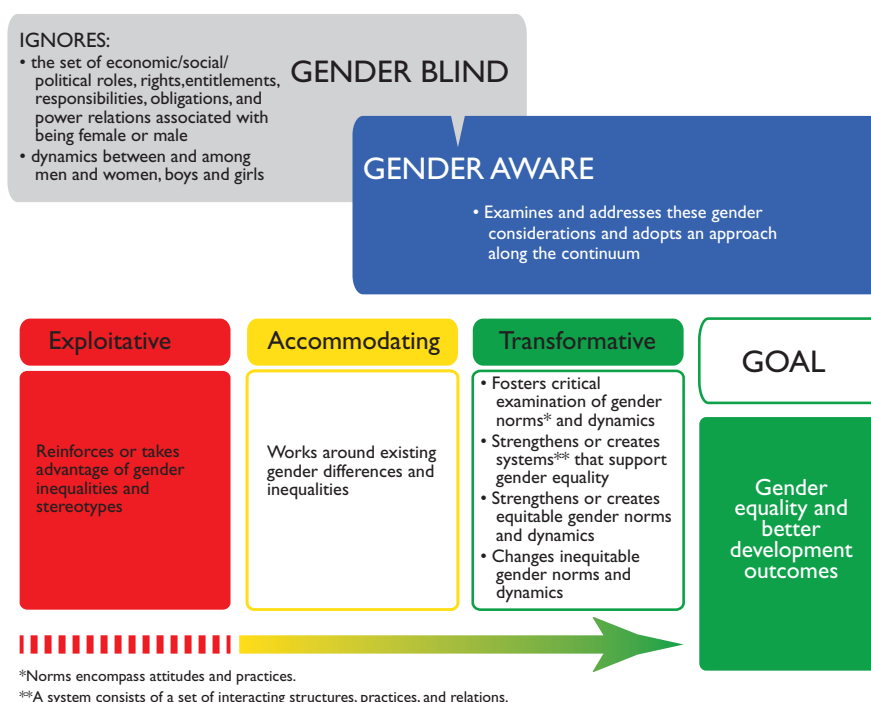 IGNORES:
• the set of economic/social/
political roles, rights,entitlements,
responsibilities, obligations, and
power relations associated with
being female or male
• dynamics between and among
men and women, boys and girls
GENDER BLIND
GENDER AWARE
• Examines and addresses these gender
considerations and adopts an approach
along the continuum
Exploitative
Reinforces or takes
advantage of gender
inequalities and
stereotypes
Accommodating
Works around existing
gender differences and
inequalities
Transformative
• Fosters critical
examination of gender
norms* and dynamics
• Strengthens or creates
systems** that support
gender equality
• Strengthens or creates
equitable gender norms
and dynamics
• Changes inequitable
gender norms and
dynamics
GOAL
Gender
equality and
better
development
outcomes
*Norms encompass attitudes and practices.
**A system consists of a set of interacting structures, practices, and relations.